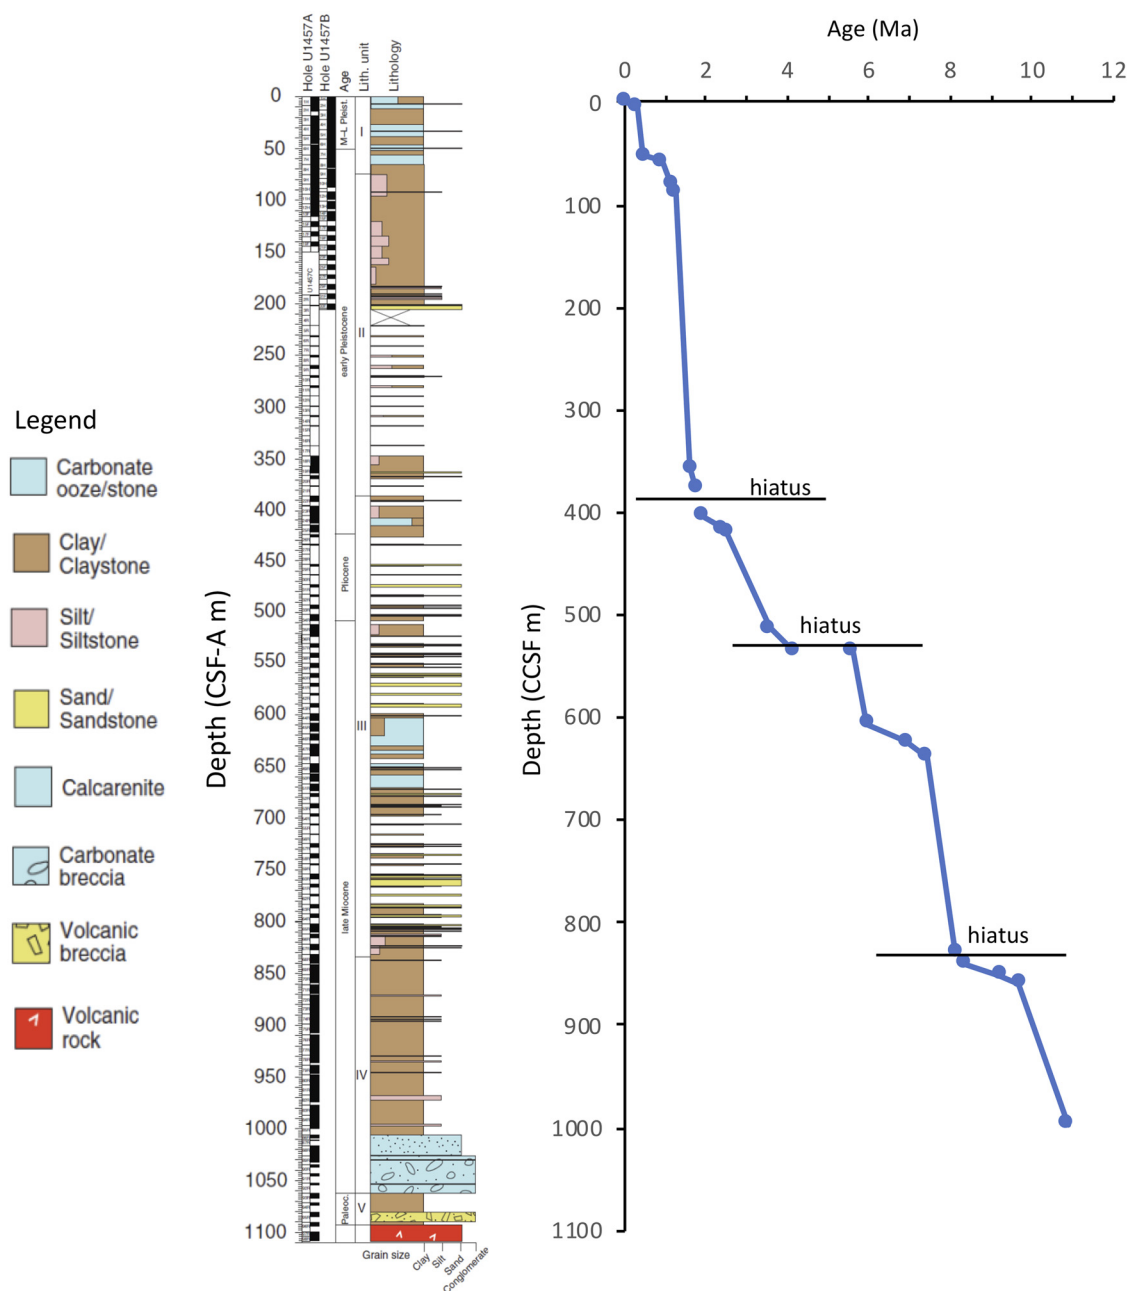 Hole U1457A
Hole U1457B
Age
Lith. unit
Lithology
0
50
100
150
200
250
300
350
400
450
500
550
600
650
700
750
800
850
900
950
1000
1050
1100
Depth (CSF-A m)
U1457C
M–L Pleist.
early Pleistocene
Pliocene
late Miocene
Paleoc.
I
II
III
IV
V
Grain size
Clay
Silt
Sand
Conglomerate
Legend
Carbonate
ooze/stone
Clay/
Claystone
Silt/
Siltstone
Sand/
Sandstone
Calcarenite
Carbonate
breccia
Volcanic
breccia
Volcanic
rock
Age (Ma)
0 2 4 6 8 10 12
0
100
200
300
400
500
600
700
800
900
1000
1100
Depth (CCSF m)
hiatus
hiatus
hiatus